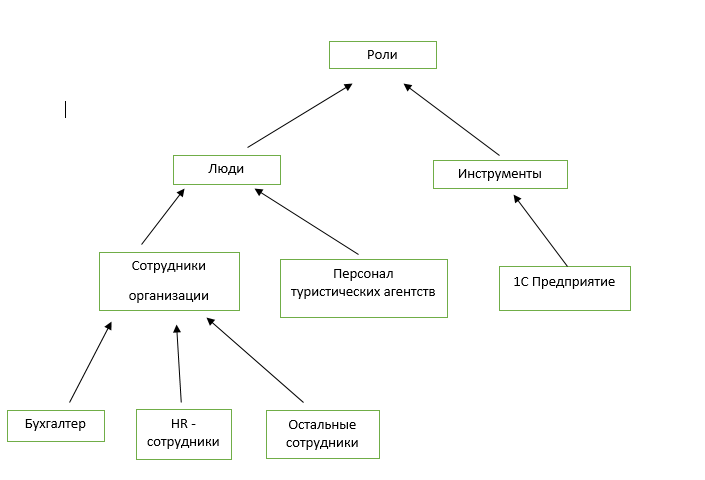 Роли
Люди
Инструменты
Сотрудники
организации
Персонал
туристических агентств
1С Предприятие
Бухгалтер
HR -
сотрудники
Остальные
сотрудники